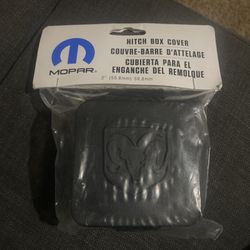 HITCH BOX COVER
COUVRE-BARRE D'ATTELAGE
CUBIERTA PARA EL
ENGANCHE DEL REMOLQUE
MOPAR